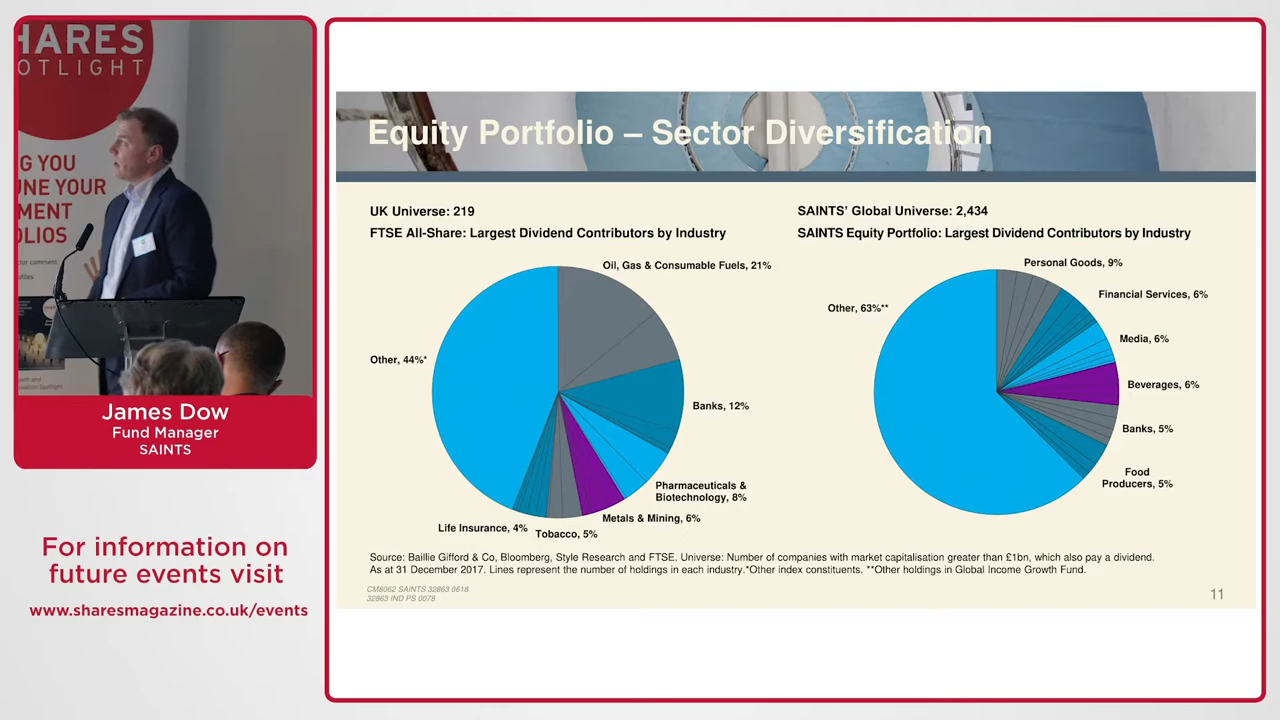 HARES
OTLIGHT
G YOU
UNE YOUR
MENT
OLIOS
James Dow
Fund Manager
SAINTS
For information on
future events visit
www.sharesmagazine.co.uk/events
Equity Portfolio – Sector Diversification
UK Universe: 219
FTSE All-Share: Largest Dividend Contributors by Industry
Oil, Gas & Consumable Fuels, 21%
Other, 44%*
Banks, 12%
Pharmaceuticals &
Biotechnology, 8%
Metals & Mining, 6%
Life Insurance, 4%
Tobacco, 5%
SAINTS' Global Universe: 2,434
SAINTS Equity Portfolio: Largest Dividend Contributors by Industry
Personal Goods, 9%
Other, 63%**
Financial Services, 6%
Media, 6%
Beverages, 6%
Banks, 5%
Food
Producers, 5%
Source: Baillie Gifford & Co, Bloomberg, Style Research and FTSE. Universe: Number of companies with market capitalisation greater than £1bn, which also pay a dividend.
As at 31 December 2017. Lines represent the number of holdings in each industry.*Other index constituents. **Other holdings in Global Income Growth Fund.
CM8062 SAINTS 32863 0618
32863 IND PS 0078
11